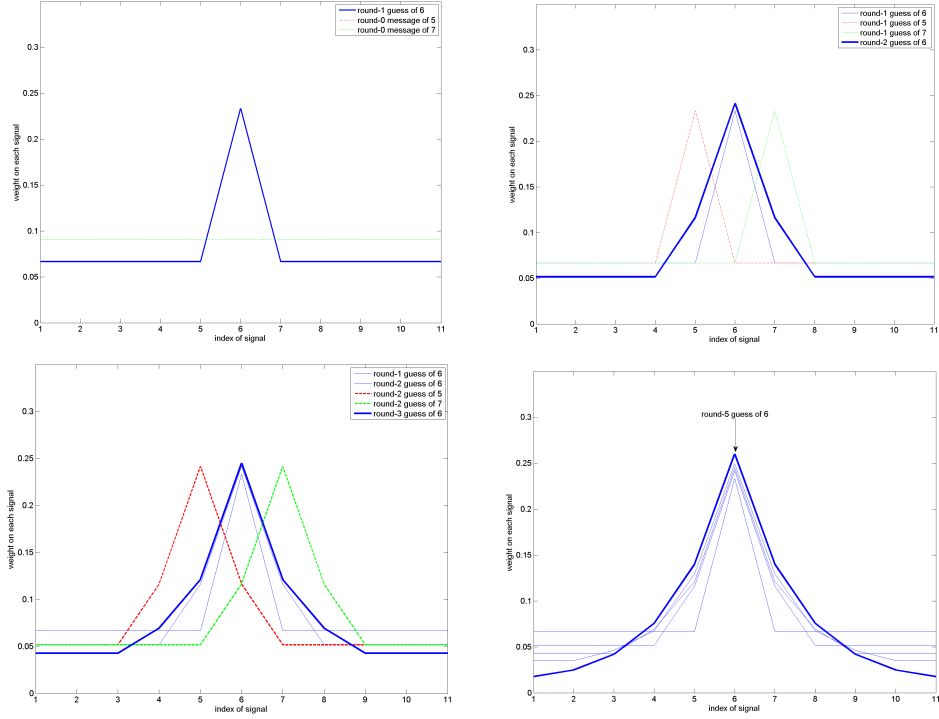 round-1 guess of 6
round-0 message of 5
round-0 message of 7
0.3
0.25
0.2
0.15
0.1
0.05
0
weight on each signal
1 2 3 4 5 6 7 8 9 10 11
index of signal
round-1 guess of 6
round-1 guess of 5
round-1 guess of 7
round-2 guess of 6
0.3
0.25
0.2
0.15
0.1
0.05
0
weight on each signal
1 2 3 4 5 6 7 8 9 10 11
index of signal
round-1 guess of 6
round-2 guess of 6
round-2 guess of 5
round-2 guess of 7
round-3 guess of 6
0.3
0.25
0.2
0.15
0.1
0.05
0
weight on each signal
1 2 3 4 5 6 7 8 9 10 11
index of signal
round-5 guess of 6
0.3
0.25
0.2
0.15
0.1
0.05
0
weight on each signal
1 2 3 4 5 6 7 8 9 10 11
index of signal